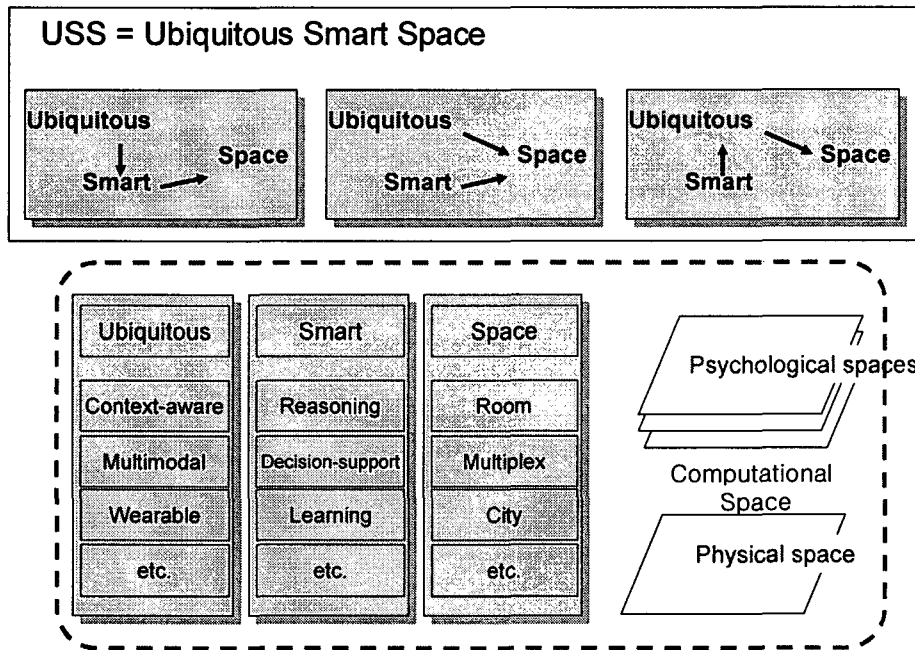 USS = Ubiquitous Smart Space
Ubiquitous
Smart
Space
Ubiquitous
Smart
Space
Ubiquitous
Smart
Space
Ubiquitous
Context-aware
Multimodal
Wearable
etc.
Smart
Reasoning
Decision-support
Learning
etc.
Space
Room
Multiplex
City
etc.
Psychological spaces
Computational
Space
Physical space